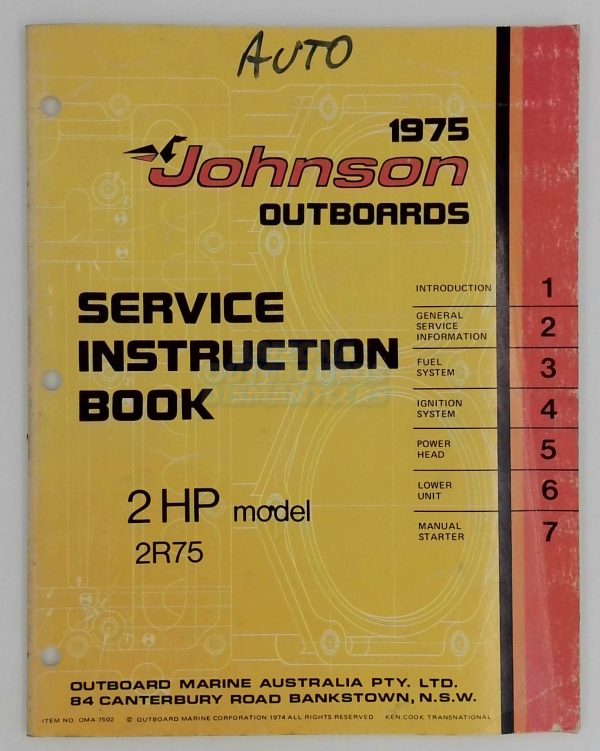 AUTO
1975
Johnson
OUTBOARDS
SERVICE
INSTRUCTION
BOOK
2 HP model
2R75
INTRODUCTION 1
GENERAL
SERVICE
INFORMATION 2
FUEL
SYSTEM 3
IGNITION
SYSTEM 4
POWER
HEAD 5
LOWER
UNIT 6
MANUAL
STARTER 7
OUTBOARD MARINE AUSTRALIA PTY. LTD.
84 CANTERBURY ROAD BANKSTOWN, N.S.W.
ITEM NO. OMA 7502 © OUTBOARD MARINE CORPORATION 1974 ALL RIGHTS RESERVED KEN COOK TRANSNATIONAL